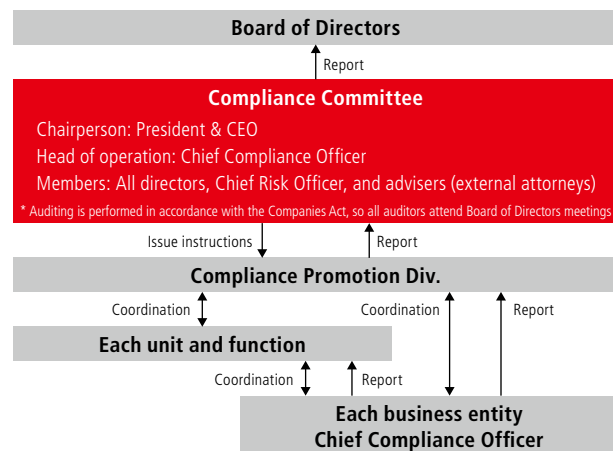 Board of Directors
Report
Compliance Committee
Chairperson: President & CEO
Head of operation: Chief Compliance Officer
Members: All directors, Chief Risk Officer, and advisers (external attorneys)
* Auditing is performed in accordance with the Companies Act, so all auditors attend Board of Directors meetings
Issue instructions
Report
Compliance Promotion Div.
Coordination
Coordination
Report
Each unit and function
Coordination
Report
Each business entity
Chief Compliance Officer